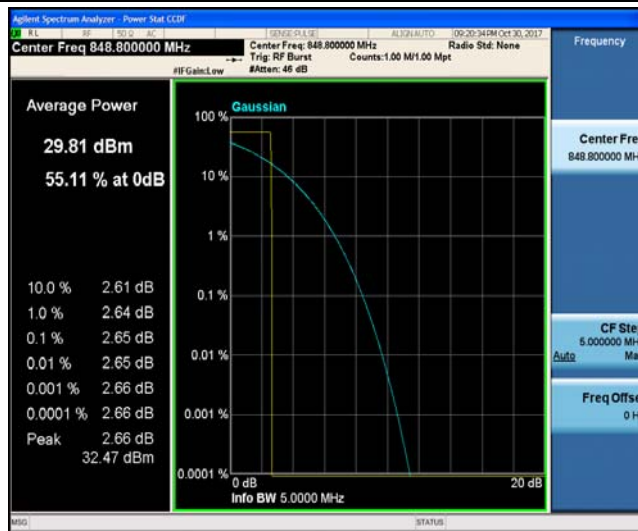 Agilent Spectrum Analyzer - Power Stat CCDF
RL RF 50 Ω AC SENSE:PULSE ALIGN AUTO 09:20:34 PM Oct 30, 2017
Center Freq 848.800000 MHz
Center Freq: 848.800000 MHz Radio Std: None
Trig: RF Burst Counts:1.00 M/1.00 Mpt
#IFGain:Low #Atten: 46 dB
Frequency
Average Power
29.81 dBm
55.11 % at 0dB
10.0 % 2.61 dB
1.0 % 2.64 dB
0.1 % 2.65 dB
0.01 % 2.65 dB
0.001 % 2.66 dB
0.0001 % 2.66 dB
Peak 2.66 dB
32.47 dBm
Gaussian
100 %
10 %
1 %
0.1 %
0.01 %
0.001 %
0.0001 %
0 dB 20 dB
Info BW 5.0000 MHz
Center Fre
848.800000 MH
CF Ste
5.000000 MH
Auto Ma
Freq Offse
0 H
MSG STATUS